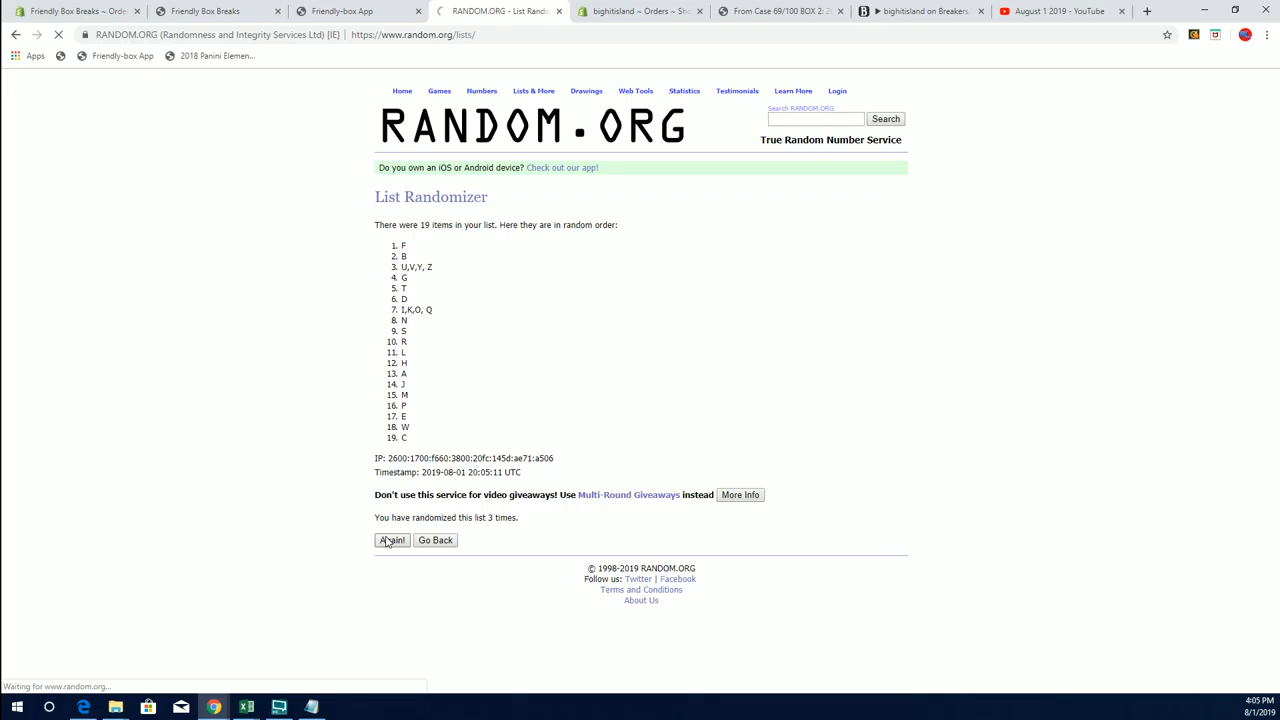 Friendly Box Breaks ~ Orders
Friendly Box Breaks
Friendly-box App
RANDOM.ORG - List Rando
bighitisland ~ Orders ~ Sho
From Case 69/100 BOX 2: 2
bighitisland on Breakers.
August 1 2019 - YouTube
RANDOM.ORG (Randomness and Integrity Services Ltd) [IE] | https://www.random.org/lists/
Apps Friendly-box App 2018 Panini Elemen...
Home Games Numbers Lists & More Drawings Web Tools Statistics Testimonials Learn More Login
RANDOM.ORG
Search RANDOM.ORG
Search
True Random Number Service
Do you own an iOS or Android device? Check out our app!
List Randomizer
There were 19 items in your list. Here they are in random order:
1. F
2. B
3. U,V,Y, Z
4. G
5. T
6. D
7. I,K,O, Q
8. N
9. S
10. R
11. L
12. H
13. A
14. J
15. M
16. P
17. E
18. W
19. C
IP: 2600:1700:f660:3800:20fc:145d:ae71:a506
Timestamp: 2019-08-01 20:05:11 UTC
Don't use this service for video giveaways! Use Multi-Round Giveaways instead More Info
You have randomized this list 3 times.
Again! Go Back
© 1998-2019 RANDOM.ORG
Follow us: Twitter | Facebook
Terms and Conditions
About Us
Waiting for www.random.org...
4:05 PM
8/1/2019